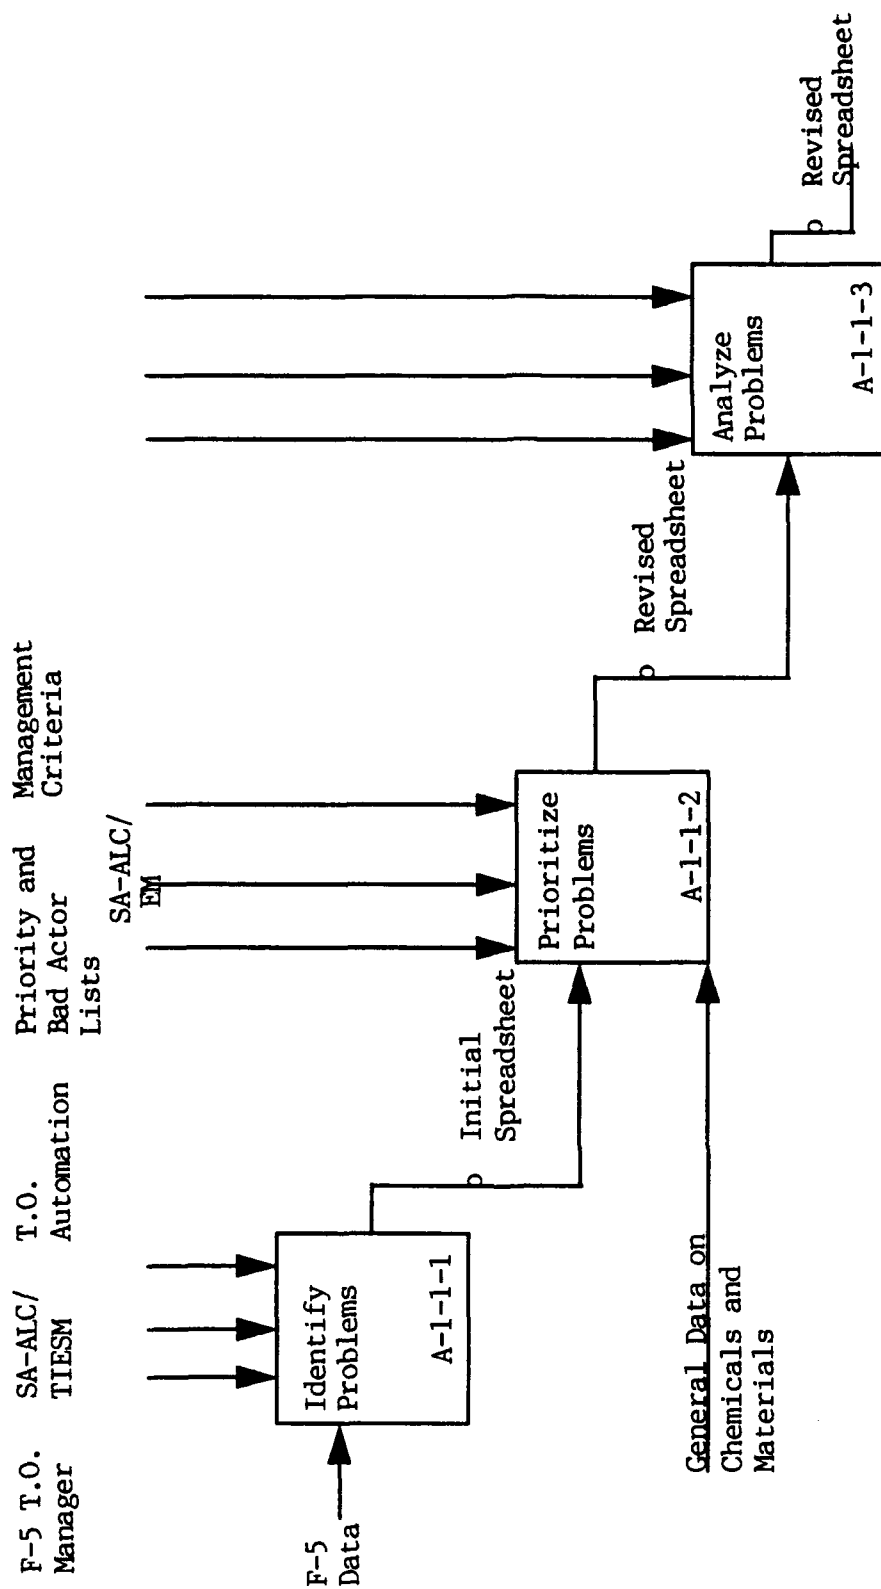 F-5 T.O.
Manager
SA-ALC/
TIESM
T.O.
Automation
Priority and
Bad Actor
Lists
SA-ALC/
EM
Management
Criteria
F-5
Data
Identify
Problems
A-1-1-1
Initial
Spreadsheet
General Data on
Chemicals and
Materials
Prioritize
Problems
A-1-1-2
Revised
Spreadsheet
Analyze
Problems
A-1-1-3
Revised
Spreadsheet